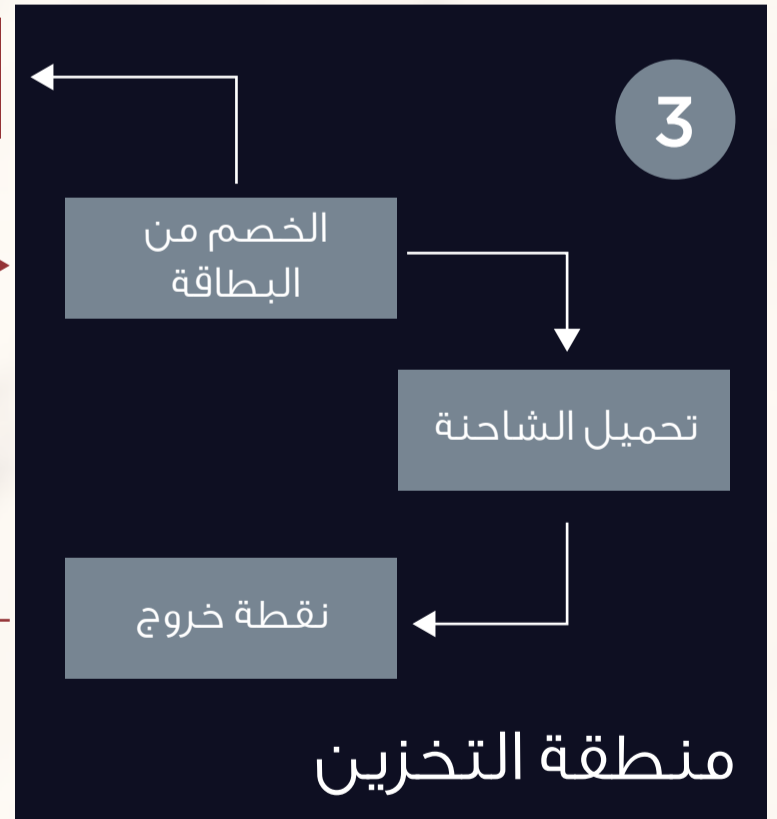 3
الخصم من
البطاقة
تحميل الشاحنة
نقطة خروج
منطقة التخزين